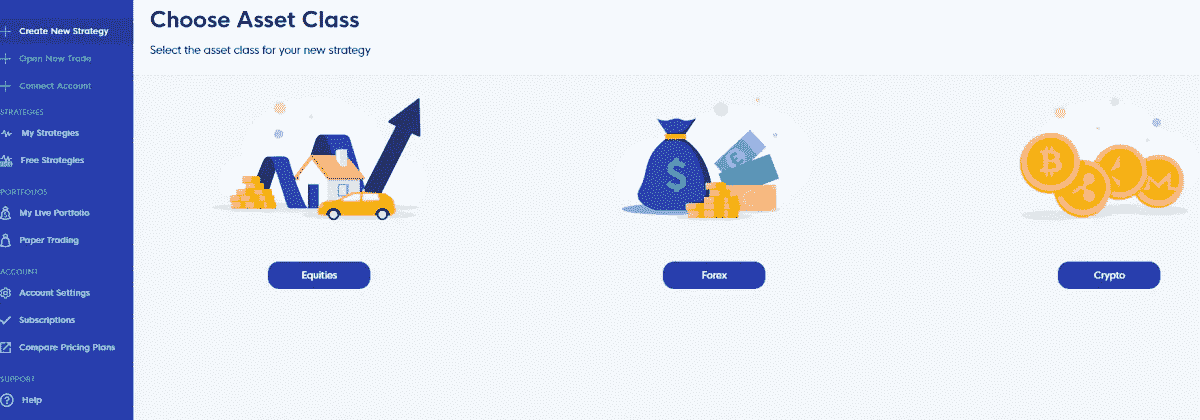 Create New Strategy
Open New Trade
Connect Account
STRATEGIES
My Strategies
Free Strategies
PORTFOLIOS
My Live Portfolio
Paper Trading
ACCOUNT
Account Settings
Subscriptions
Compare Pricing Plans
SUPPORT
Help
Choose Asset Class
Select the asset class for your new strategy
Equities
Forex
Crypto